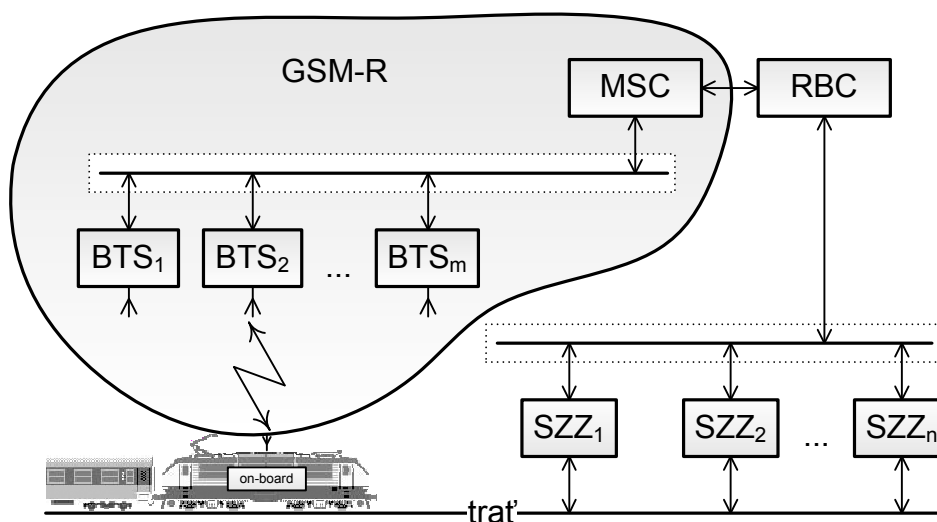 GSM-R
MSC
RBC
BTS₁
BTS₂
...
BTSₘ
SZZ₁
SZZ₂
...
SZZₙ
on-board
trať